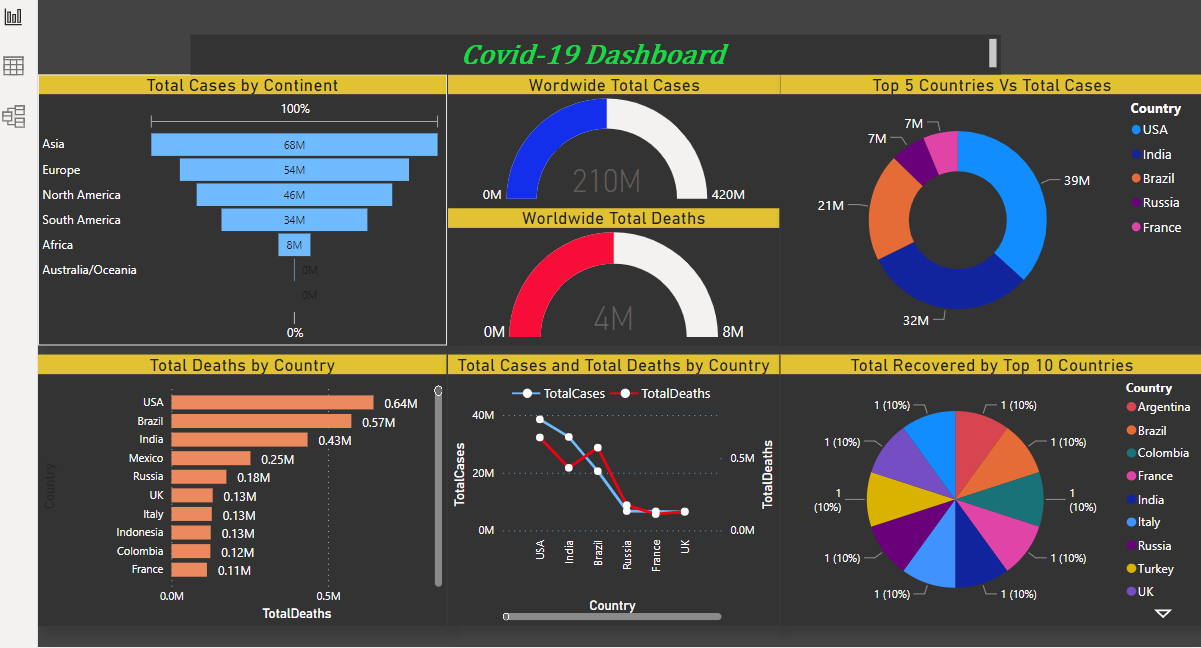 Covid-19 Dashboard
Total Cases by Continent
100%
Asia 68M
Europe 54M
North America 46M
South America 34M
Africa 8M
Australia/Oceania 0M
0M
0%
Wordwide Total Cases
210M
0M 420M
Worldwide Total Deaths
4M
0M 8M
Top 5 Countries Vs Total Cases
7M
7M
39M
21M
32M
Country
USA
India
Brazil
Russia
France
Total Deaths by Country
Country
USA 0.64M
Brazil 0.57M
India 0.43M
Mexico 0.25M
Russia 0.18M
UK 0.13M
Italy 0.13M
Indonesia 0.13M
Colombia 0.12M
France 0.11M
0.0M 0.5M
TotalDeaths
Total Cases and Total Deaths by Country
TotalCases TotalDeaths
40M
20M 0.5M
0M 0.0M
TotalCases
TotalDeaths
USA India Brazil Russia France UK
Country
Total Recovered by Top 10 Countries
1 (10%) 1 (10%)
1 (10%) 1 (10%)
1 (10%) 1 (10%)
1 (10%) 1 (10%)
1 (10%) 1 (10%)
Country
Argentina
Brazil
Colombia
France
India
Italy
Russia
Turkey
UK